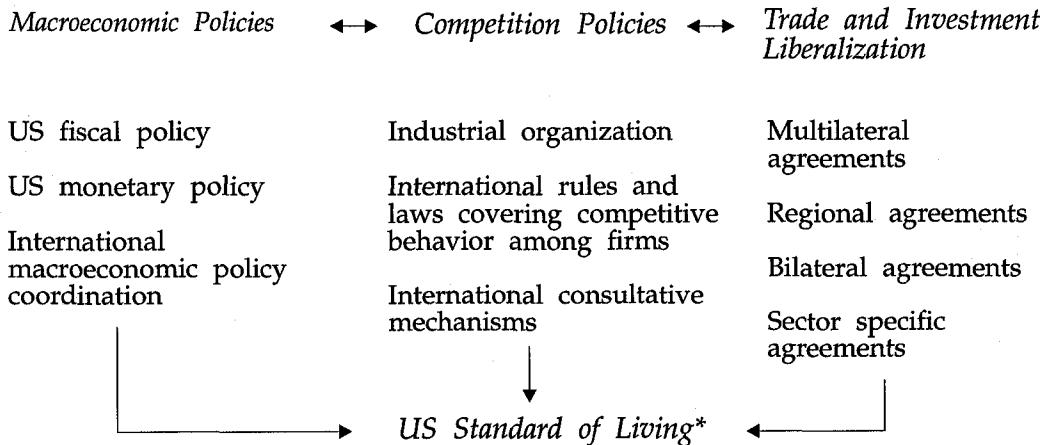 Macroeconomic Policies ↔ Competition Policies ↔ Trade and Investment
Liberalization
US fiscal policy
US monetary policy
International
macroeconomic policy
coordination
Industrial organization
International rules and
laws covering competitive
behavior among firms
International consultative
mechanisms
Multilateral
agreements
Regional agreements
Bilateral agreements
Sector specific
agreements
US Standard of Living*